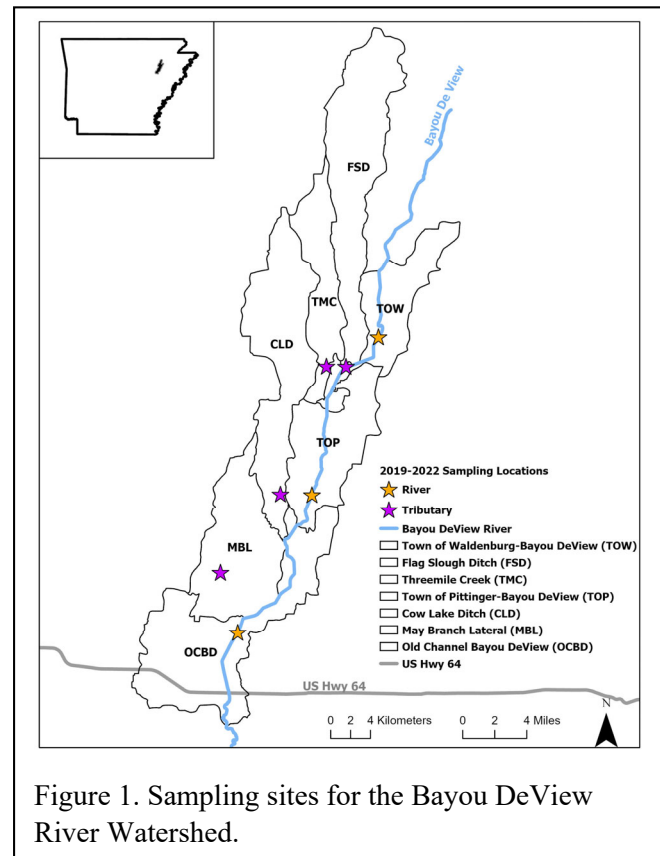 Bayou De View
FSD
TMC
TOW
CLD
TOP
2019-2022 Sampling Locations
River
Tributary
Bayou DeView River
Town of Waldenburg-Bayou DeView (TOW)
Flag Slough Ditch (FSD)
Threemile Creek (TMC)
Town of Pittinger-Bayou DeView (TOP)
Cow Lake Ditch (CLD)
May Branch Lateral (MBL)
Old Channel Bayou DeView (OCBD)
US Hwy 64
MBL
OCBD
US Hwy 64
0 2 4 Kilometers
0 2 4 Miles
N
Figure 1. Sampling sites for the Bayou DeView
River Watershed.